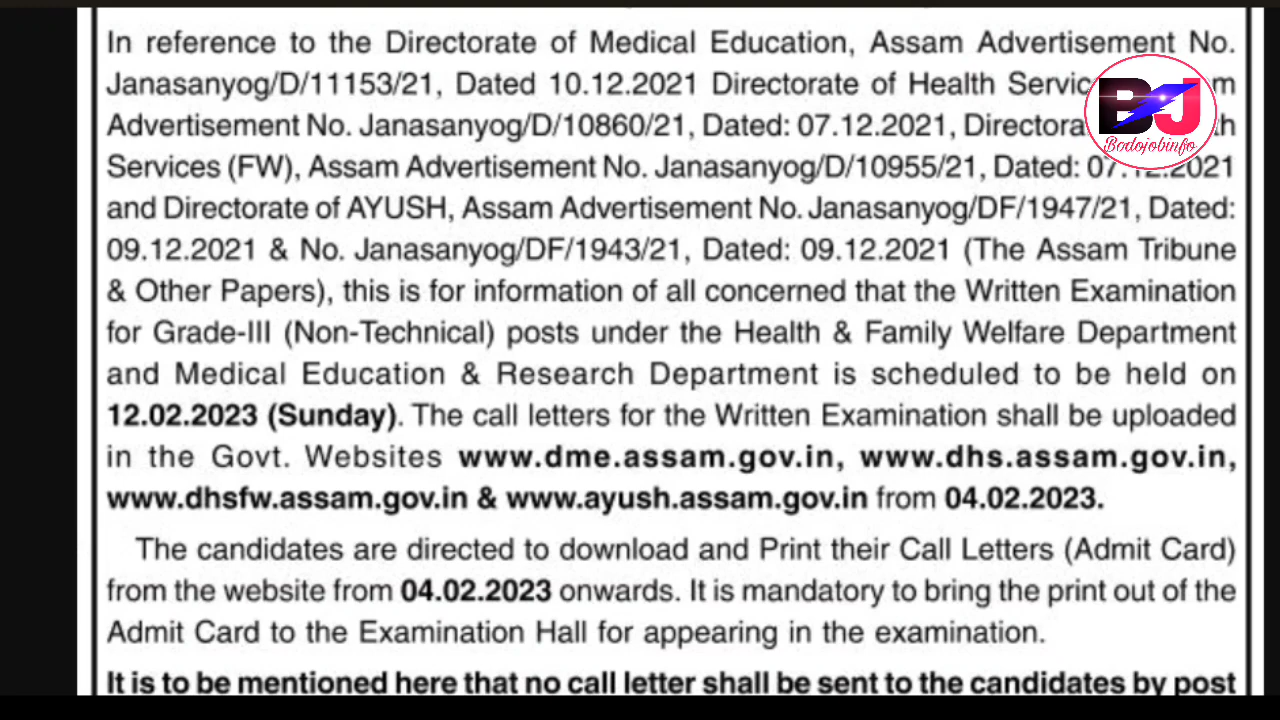 In reference to the Directorate of Medical Education, Assam Advertisement No.
Janasanyog/D/11153/21, Dated 10.12.2021 Directorate of Health
Advertisement No. Janasanyog/D/10860/21, Dated: 07.12.2021,
Services (FW), Assam Advertisement No. Janasanyog/D/10955/21, Dated: 07.12.2021
and Directorate of AYUSH, Assam Advertisement No. Janasanyog/DF/1947/21, Dated:
09.12.2021 & No. Janasanyog/DF/1943/21, Dated: 09.12.2021 (The Assam Tribune
& Other Papers), this is for information of all concerned that the Written Examination
for Grade-III (Non-Technical) posts under the Health & Family Welfare Department
and Medical Education & Research Department is scheduled to be held on
12.02.2023 (Sunday). The call letters for the Written Examination shall be uploaded
in the Govt. Websites www.dme.assam.gov.in, www.dhs.assam.gov.in,
www.dhsfw.assam.gov.in & www.ayush.assam.gov.in from 04.02.2023.
The candidates are directed to download and Print their Call Letters (Admit Card)
from the website from 04.02.2023 onwards. It is mandatory to bring the print out of the
Admit Card to the Examination Hall for appearing in the examination.
It is to be mentioned here that no call letter shall be sent to the candidates by post
BJ
Bodojobinfo